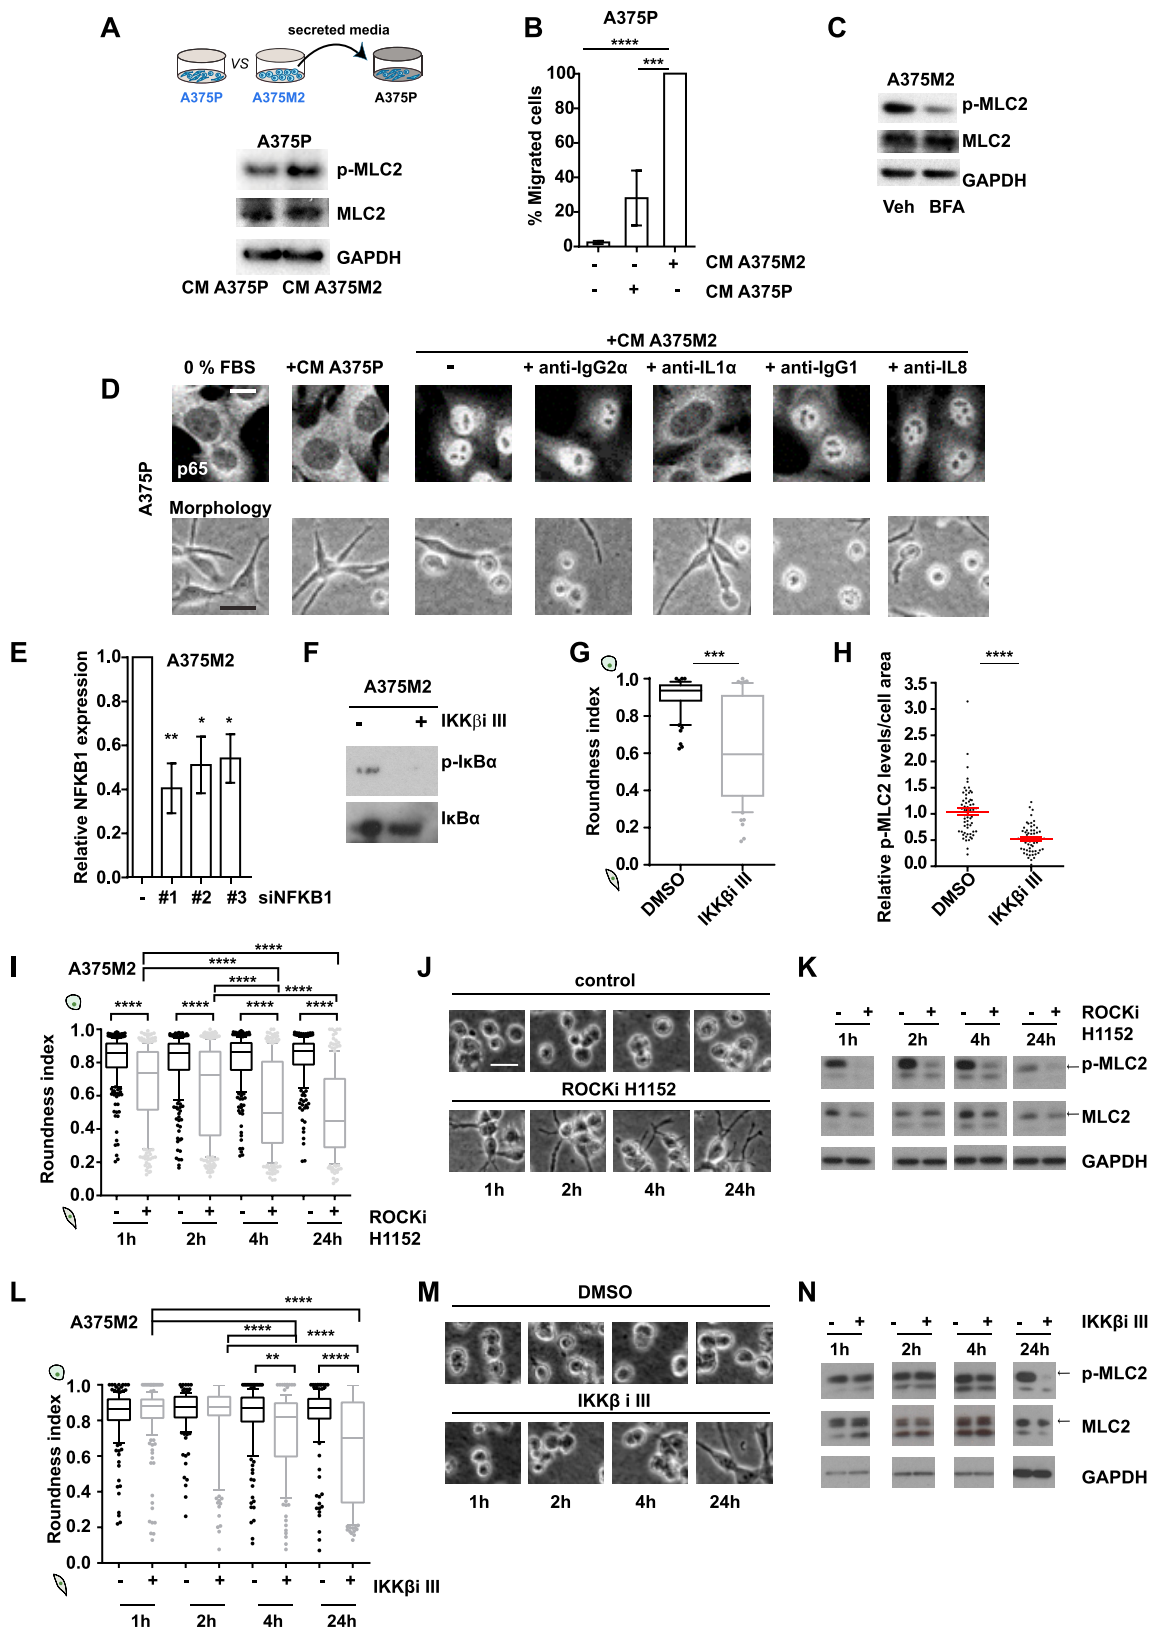 A
secreted media
VS
A375P
A375M2
A375P
A375P
p-MLC2
MLC2
GAPDH
CM A375P CM A375M2
B
A375P
****
***
% Migrated cells
100
80
60
40
20
0
- - + CM A375M2
- + - CM A375P
C
A375M2
p-MLC2
MLC2
GAPDH
Veh BFA
+CM A375M2
0 % FBS +CM A375P - + anti-IgG2α + anti-IL1α + anti-IgG1 + anti-IL8
D
A375P
p65
Morphology
E
A375M2
Relative NFKB1 expression
1.0
0.8
0.6
0.4
0.2
0.0
** * *
- #1 #2 #3 siNFKB1
F
A375M2
- + IKKβi III
p-IκBα
IκBα
G
***
Roundness index
1.0
0.8
0.6
0.4
0.2
0.0
DMSO
IKKβi III
H
****
Relative p-MLC2 levels/cell area
3.5
3.0
2.5
2.0
1.5
1.0
0.5
0.0
DMSO
IKKβi III
I
A375M2
****
****
****
****
**** **** **** ****
Roundness index
1.0
0.8
0.6
0.4
0.2
0.0
- + - + - + - + ROCKi
1h 2h 4h 24h H1152
J
control
ROCKi H1152
1h 2h 4h 24h
K
- + - + - + - + ROCKi
1h 2h 4h 24h H1152
←p-MLC2
←MLC2
GAPDH
L
A375M2
****
**** ****
** ****
Roundness index
1.0
0.8
0.6
0.4
0.2
0.0
- + - + - + - + IKKβi III
1h 2h 4h 24h
M
DMSO
IKKβ i III
1h 2h 4h 24h
N
- + - + - + - + IKKβi III
1h 2h 4h 24h
← p-MLC2
← MLC2
GAPDH